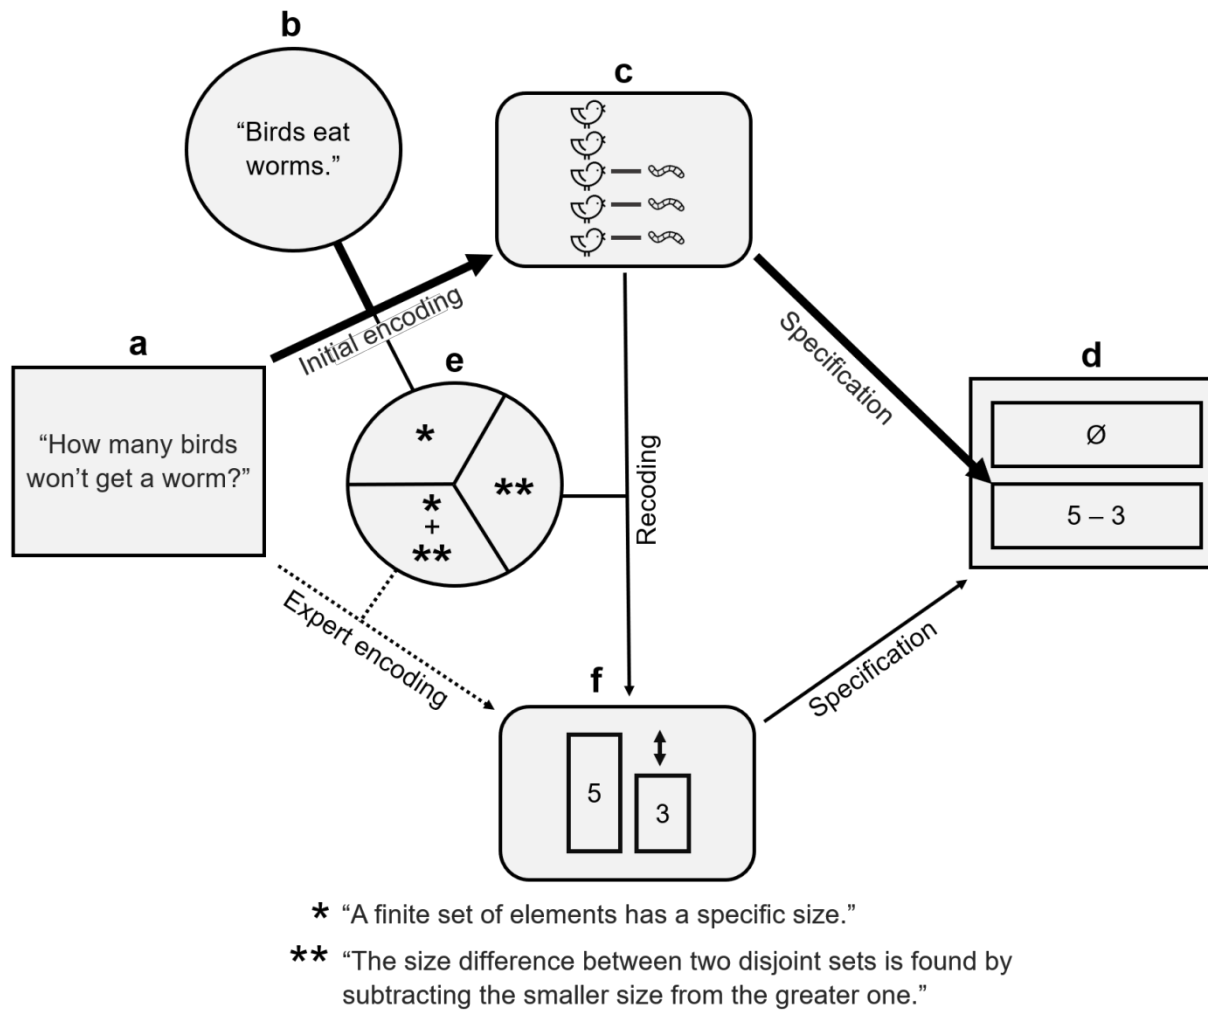 b
“Birds eat
worms.”
c
Initial encoding
a
“How many birds
won’t get a worm?”
e
*
**
*
+
**
Recoding
Specification
d
Ø
5 – 3
Expert encoding
Specification
f
5
3
* “A finite set of elements has a specific size.”
** “The size difference between two disjoint sets is found by
subtracting the smaller size from the greater one.”